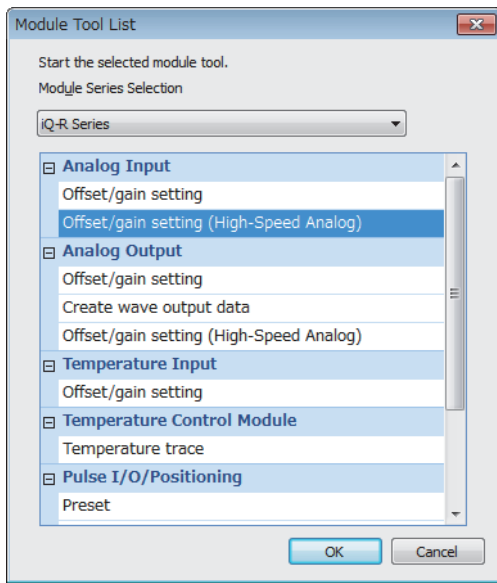 Module Tool List
Start the selected module tool.
Module Series Selection
iQ-R Series
Analog Input
Offset/gain setting
Offset/gain setting (High-Speed Analog)
Analog Output
Offset/gain setting
Create wave output data
Offset/gain setting (High-Speed Analog)
Temperature Input
Offset/gain setting
Temperature Control Module
Temperature trace
Pulse I/O/Positioning
Preset
OK Cancel